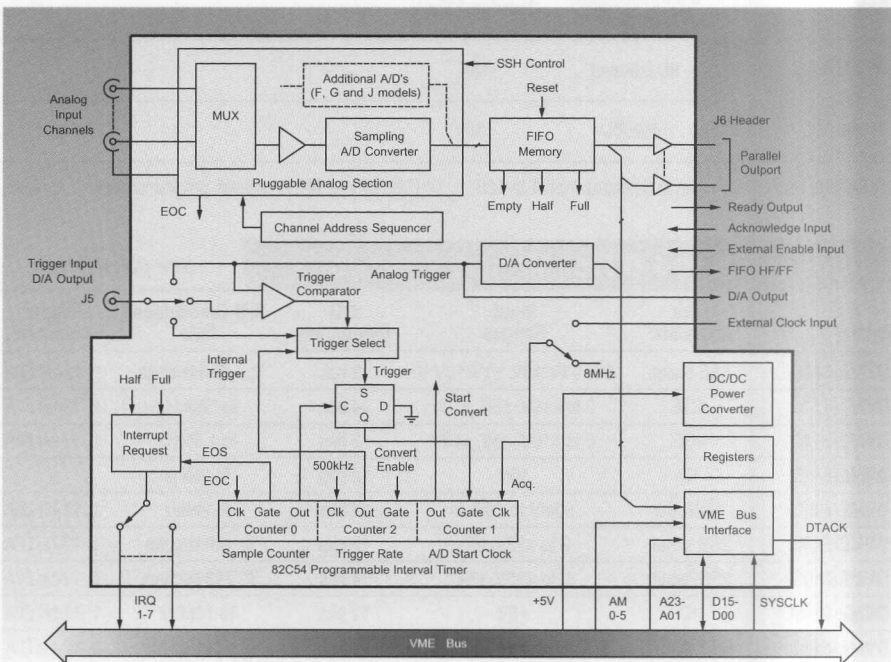 Analog
Input
Channels
MUX
Additional A/D's
(F, G and J models)
SSH Control
Reset
Sampling
A/D Converter
FIFO
Memory
J6 Header
Parallel
Outport
Pluggable Analog Section
Empty Half Full
EOC
Channel Address Sequencer
Ready Output
Acknowledge Input
External Enable Input
FIFO HF/FF
D/A Output
External Clock Input
Trigger Input
D/A Output
J5
Trigger
Comparator
Analog Trigger
D/A Converter
Trigger Select
Internal
Trigger
Trigger
8MHz
Half Full
Interrupt
Request
S
C D
Q
Start
Convert
DC/DC
Power
Converter
Registers
EOS
EOC
500kHz
Convert
Enable
Acq.
Clk Gate Out Clk Out Gate Out Gate Clk
Counter 0 Counter 2 Counter 1
Sample Counter Trigger Rate A/D Start Clock
82C54 Programmable Interval Timer
VME Bus
Interface
DTACK
IRQ
1-7
+5V
AM
0-5
A23-
A01
D15-
D00
SYSCLK
VME Bus